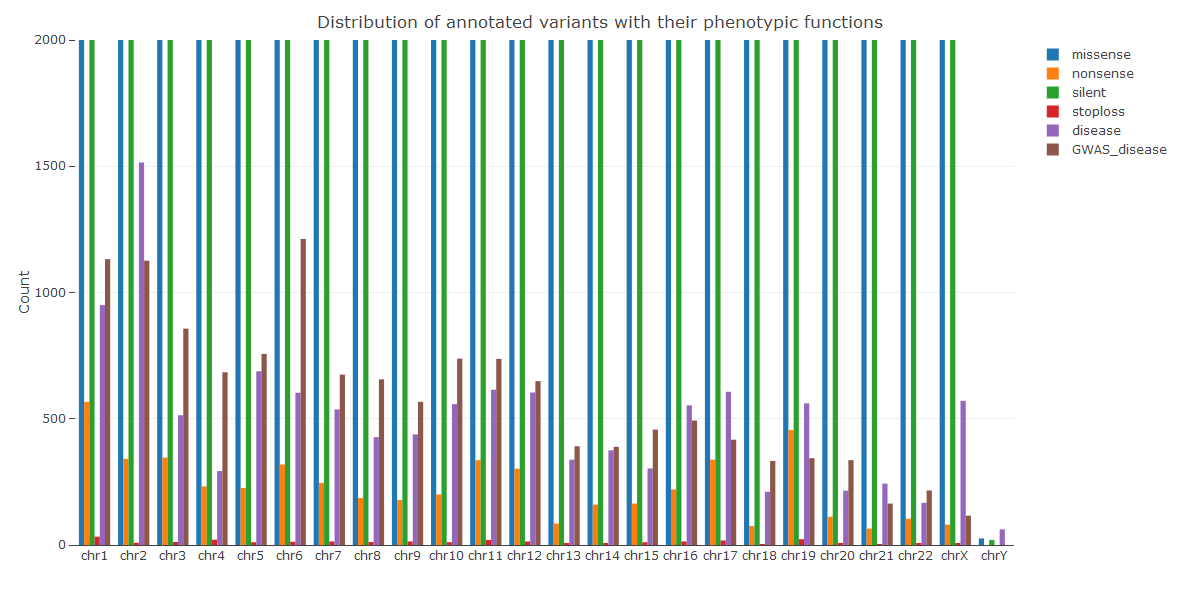 Distribution of annotated variants with their phenotypic functions
2000
1500
1000
500
0
Count
missense
nonsense
silent
stoploss
disease
GWAS_disease
chr1 chr2 chr3 chr4 chr5 chr6 chr7 chr8 chr9 chr10 chr11 chr12 chr13 chr14 chr15 chr16 chr17 chr18 chr19 chr20 chr21 chr22 chrX chrY